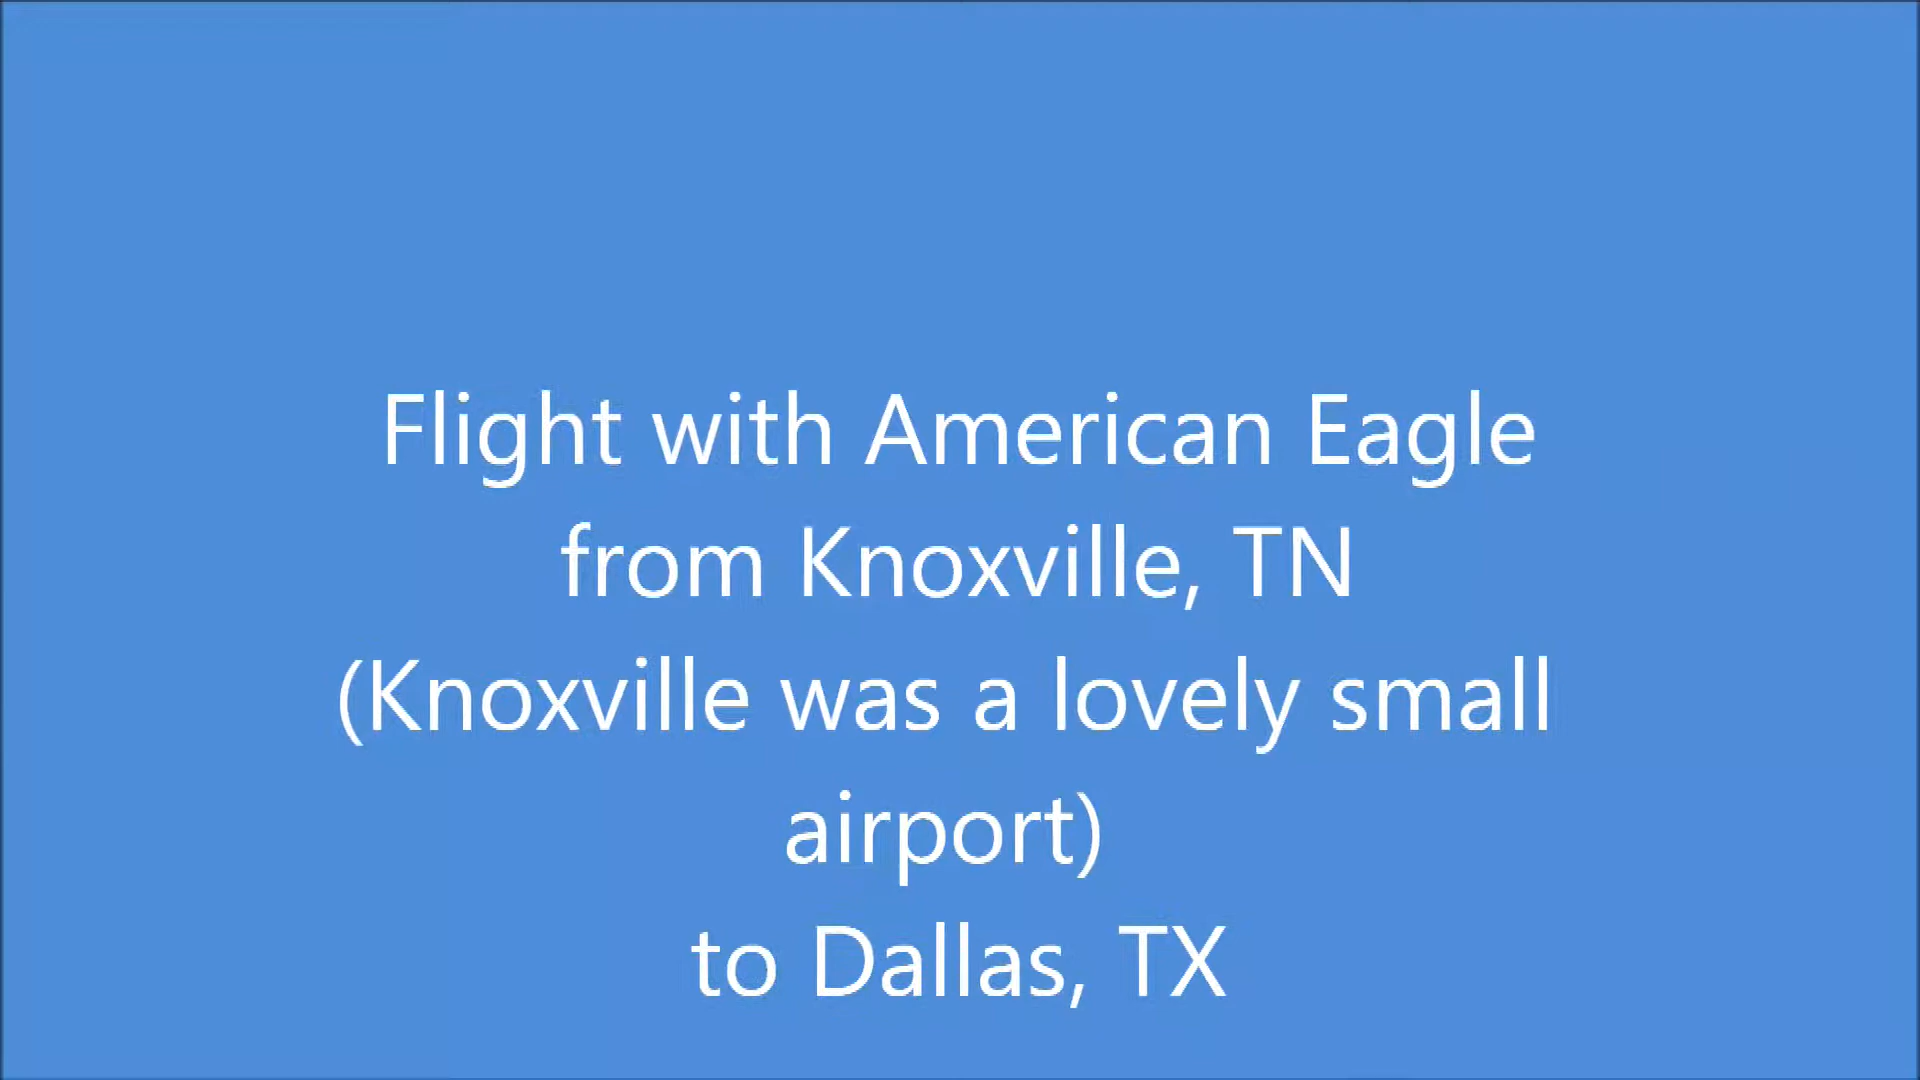 Flight with American Eagle
from Knoxville, TN
(Knoxville was a lovely small
airport)
to Dallas, TX